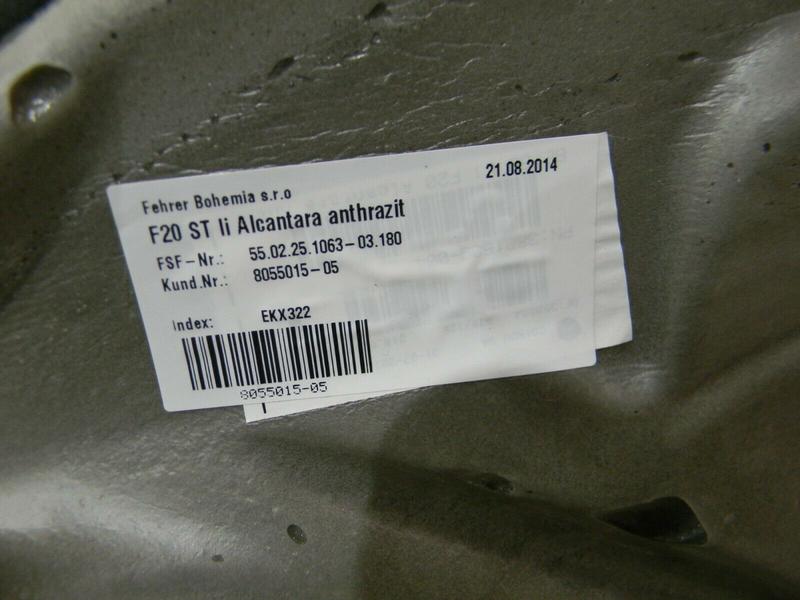 21.08.2014
Fehrer Bohemia s.r.o
F20 ST li Alcantara anthrazit
FSF-Nr.: 55.02.25.1063-03.180
Kund.Nr.: 8055015-05
Index: EKX322
8055015-05